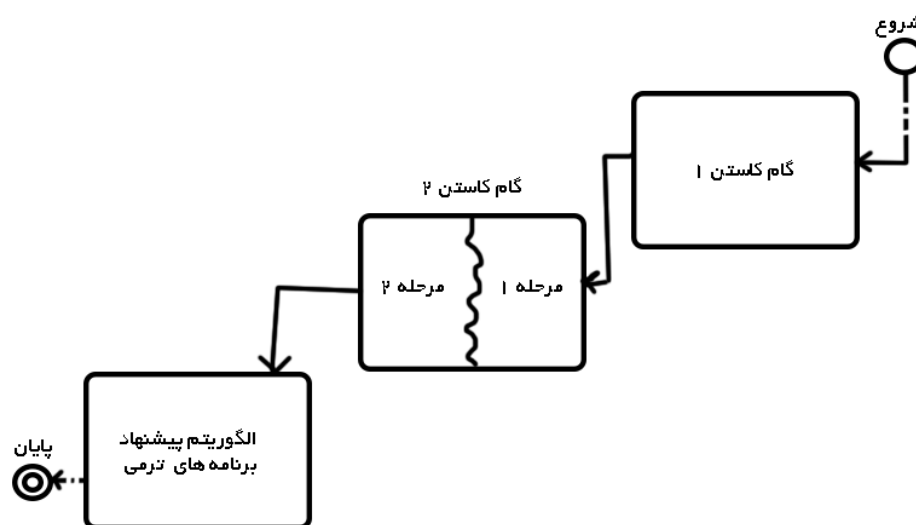 شروع
گام کاستن ۱
گام کاستن ۲
مرحله ۱
مرحله ۲
الگوریتم پیشنهاد
برنامه های ترمی
پایان